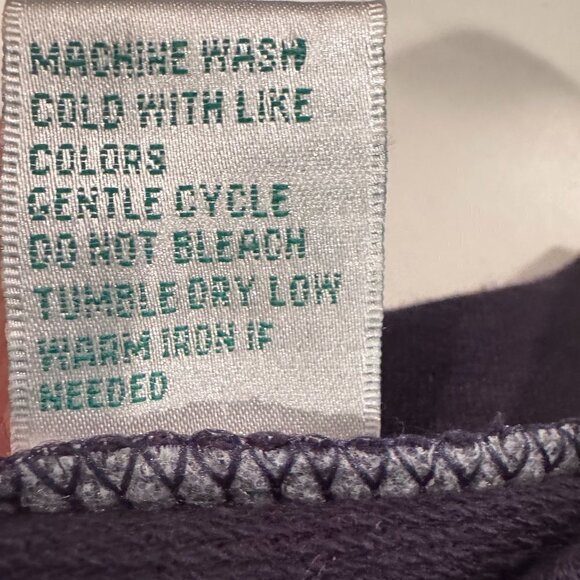 MACHINE WASH
COLD WITH LIKE
COLORS
GENTLE CYCLE
DO NOT BLEACH
TUMBLE DRY LOW
WARM IRON IF
NEEDED